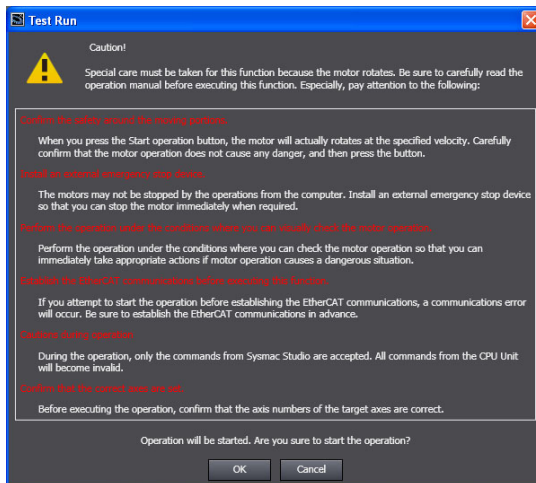 Test Run
Caution!
Special care must be taken for this function because the motor rotates. Be sure to carefully read the
operation manual before executing this function. Especially, pay attention to the following:
Confirm the safety around the moving portions.
When you press the Start operation button, the motor will actually rotates at the specified velocity. Carefully
confirm that the motor operation does not cause any danger, and then press the button.
Install an external emergency stop device.
The motors may not be stopped by the operations from the computer. Install an external emergency stop device
so that you can stop the motor immediately when required.
Perform the operation under the conditions where you can visually check the motor operation.
Perform the operation under the conditions where you can check the motor operation so that you can
immediately take appropriate actions if motor operation causes a dangerous situation.
Establish the EtherCAT communications before executing this function.
If you attempt to start the operation before establishing the EtherCAT communications, a communications error
will occur. Be sure to establish the EtherCAT communications in advance.
during operation
During the operation, only the commands from Sysmac Studio are accepted. All commands from the CPU Unit
will become invalid.
Confirm that the correct axes are set.
Before executing the operation, confirm that the axis numbers of the target axes are correct.
Operation will be started. Are you sure to start the operation?
OK Cancel